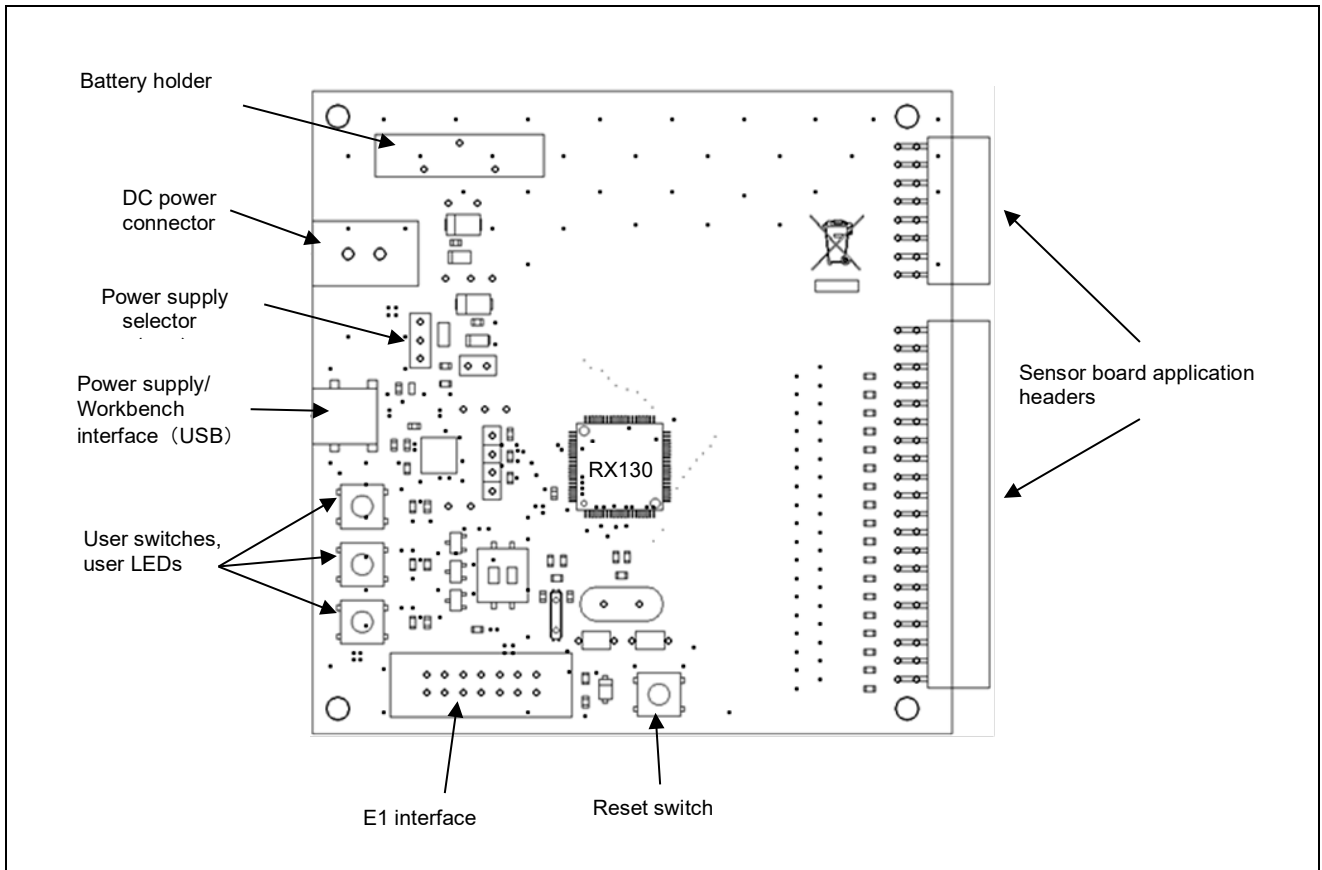 Battery holder
DC power
connector
Power supply
selector
Power supply/
Workbench
interface（USB）
User switches,
user LEDs
RX130
Sensor board application
headers
E1 interface
Reset switch